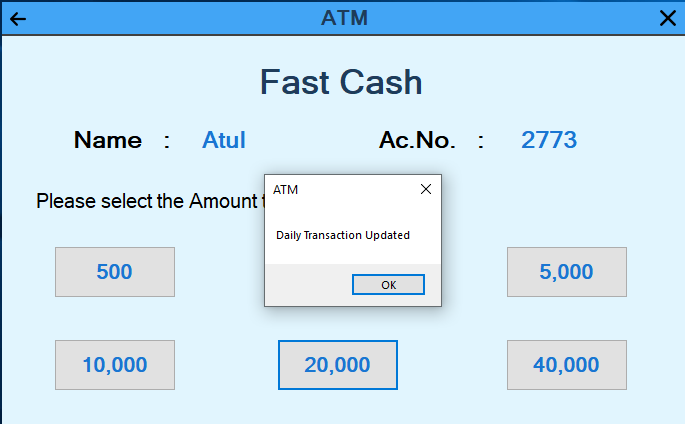 ATM
Fast Cash
Name : Atul Ac.No. : 2773
Please select the Amount
ATM
Daily Transaction Updated
OK
500 5,000
10,000 20,000 40,000